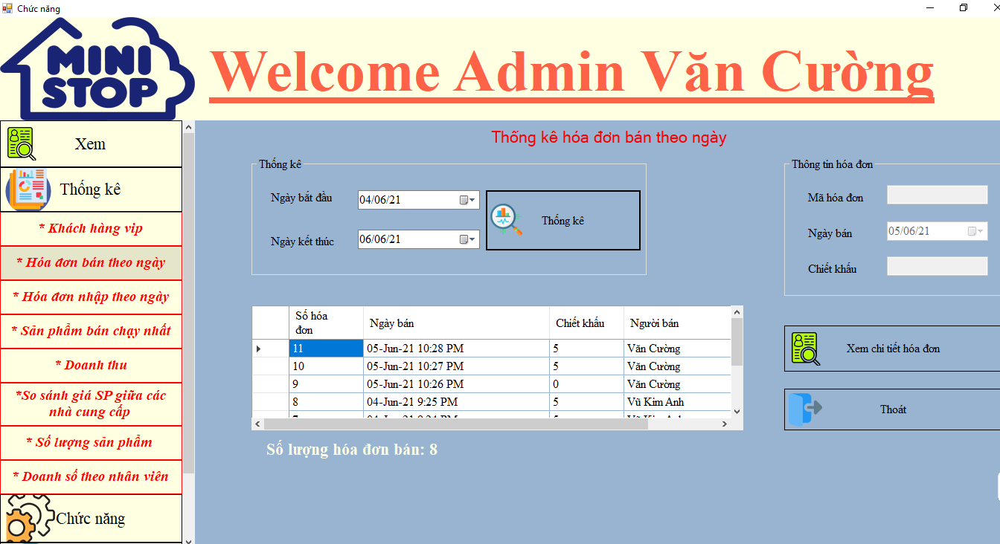 Chức năng
MINI
STOP
Welcome Admin Văn Cường
Xem
Thống kê
* Khách hàng vip
* Hóa đơn bán theo ngày
* Hóa đơn nhập theo ngày
* Sản phẩm bán chạy nhất
* Doanh thu
*So sánh giá SP giữa các
nhà cung cấp
* Số lượng sản phẩm
* Doanh số theo nhân viên
Chức năng
Thống kê hóa đơn bán theo ngày
Thống kê
Ngày bắt đầu
04/06/21
Ngày kết thúc
06/06/21
Thống kê
Thông tin hóa đơn
Mã hóa đơn
Ngày bán
05/06/21
Chiết khấu
Số hóa
đơn
Ngày bán
Chiết khấu
Người bán
11 05-Jun-21 10:28 PM 5 Văn Cường
10 05-Jun-21 10:27 PM 5 Văn Cường
9 05-Jun-21 10:26 PM 0 Văn Cường
8 04-Jun-21 9:25 PM 5 Vũ Kim Anh
Số lượng hóa đơn bán: 8
Xem chi tiết hóa đơn
Thoát